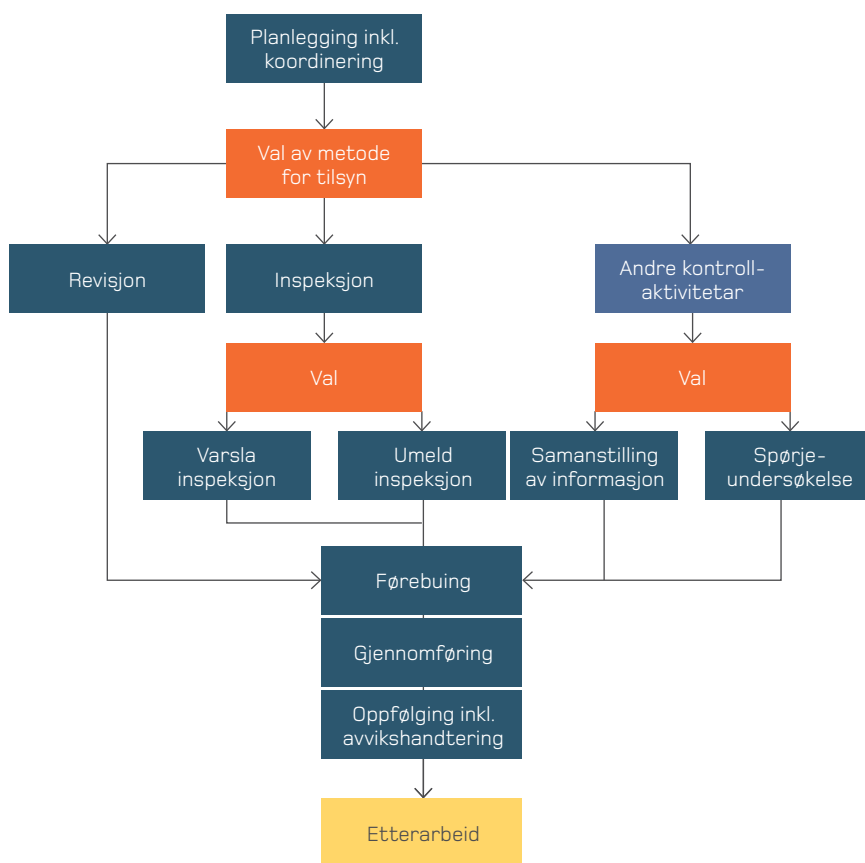 Planlegging inkl.
koordinering
Val av metode
for tilsyn
Revisjon
Inspeksjon
Andre kontroll-
aktivitetar
Val
Val
Varsla
inspeksjon
Umeld
inspeksjon
Samanstilling
av informasjon
Spørje-
undersøkelse
Førebuing
Gjennomføring
Oppfølging inkl.
avvikshandtering
Etterarbeid